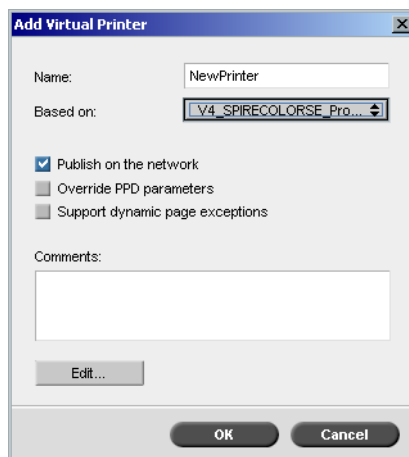 Add Virtual Printer
Name: NewPrinter
Based on: V4_SPIRECOLORSE_Pro...
Publish on the network
Override PPD parameters
Support dynamic page exceptions
Comments:
Edit...
OK Cancel